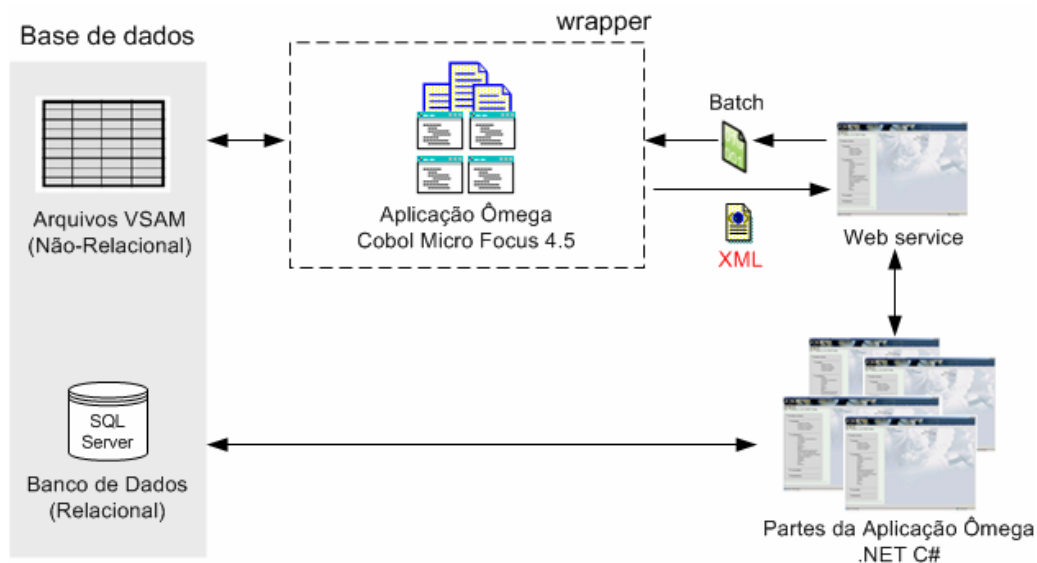 wrapper
Base de dados
Batch
Arquivos VSAM
(Não-Relacional)
Aplicação Ômega
Cobol Micro Focus 4.5
XML
Web service
SQL
Server
Banco de Dados
(Relacional)
Partes da Aplicação Ômega
.NET C#